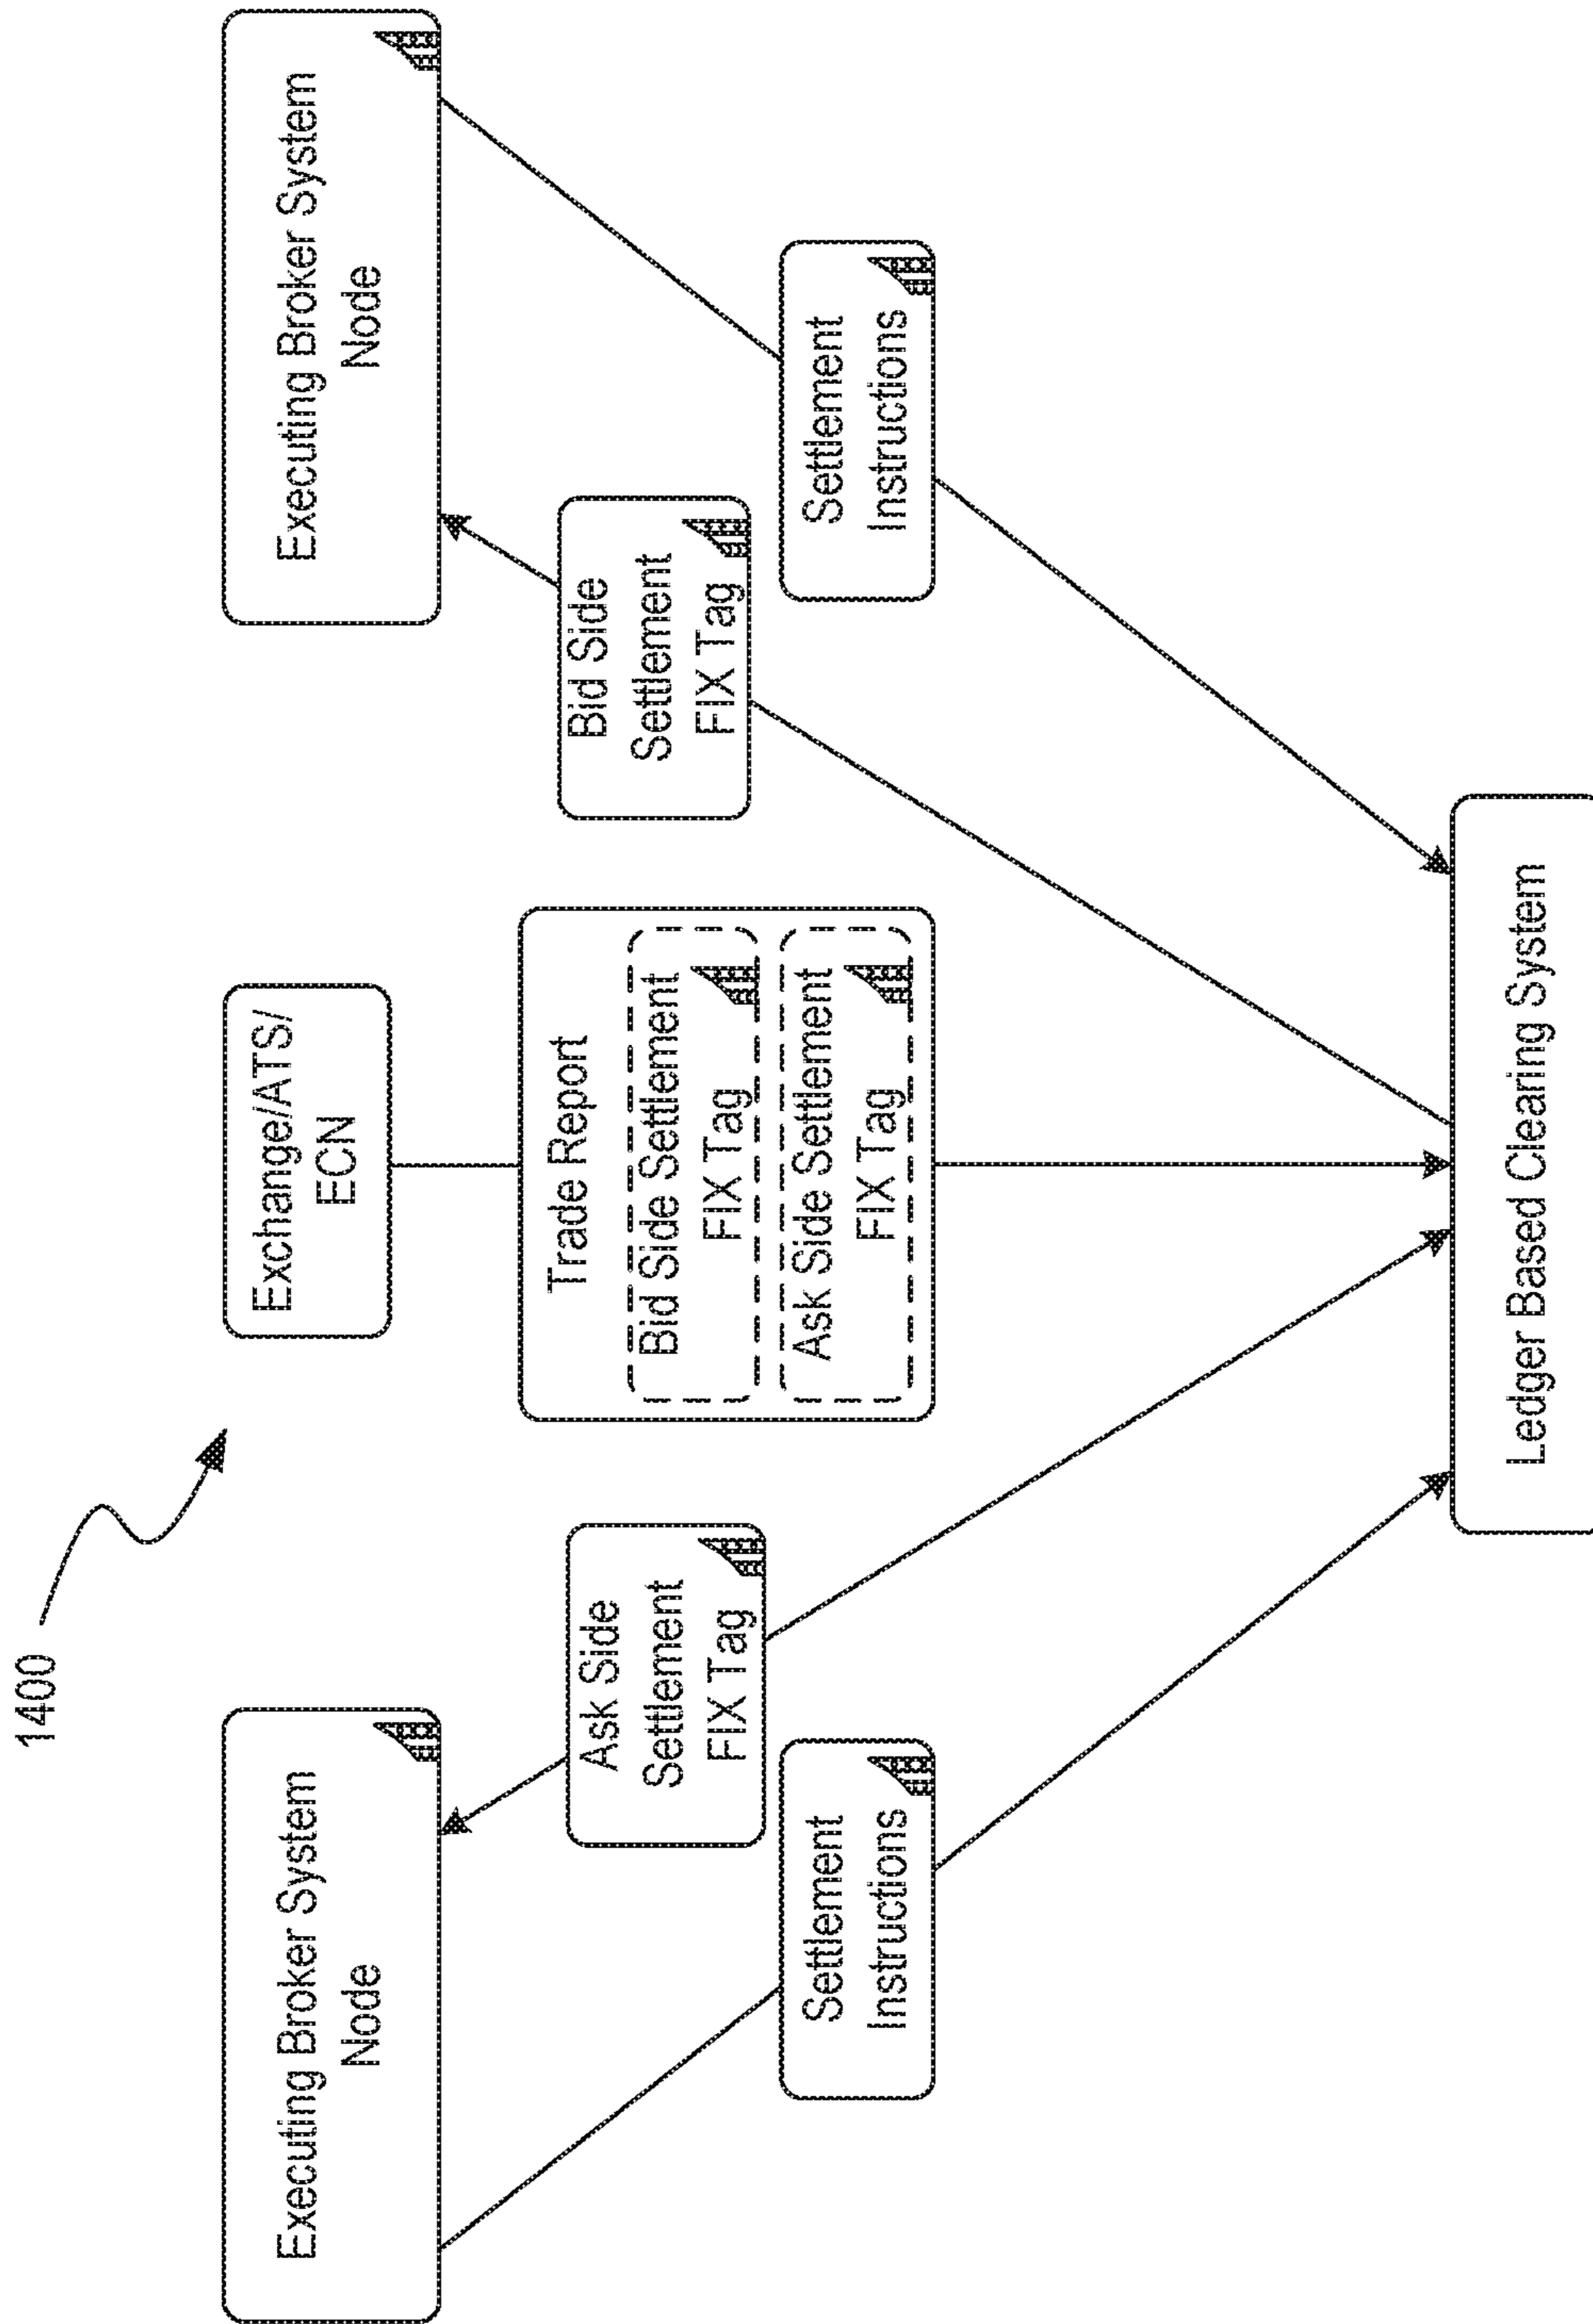 1400
Executing Broker System
Node
Exchange/ATS/
ECN
Executing Broker System
Node
Ask Side
Settlement
FIX Tag
Trade Report
Bid Side Settlement
FIX Tag
Ask Side Settlement
FIX Tag
Bid Side
Settlement
FIX Tag
Settlement
Instructions
Settlement
Instructions
Ledger Based Clearing System